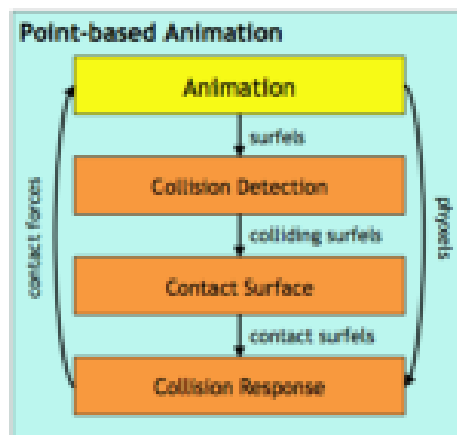 Point-based Animation
Animation
surfels
Collision Detection
colliding surfels
Contact Surface
contact surfels
Collision Response
contact forces
phyxels